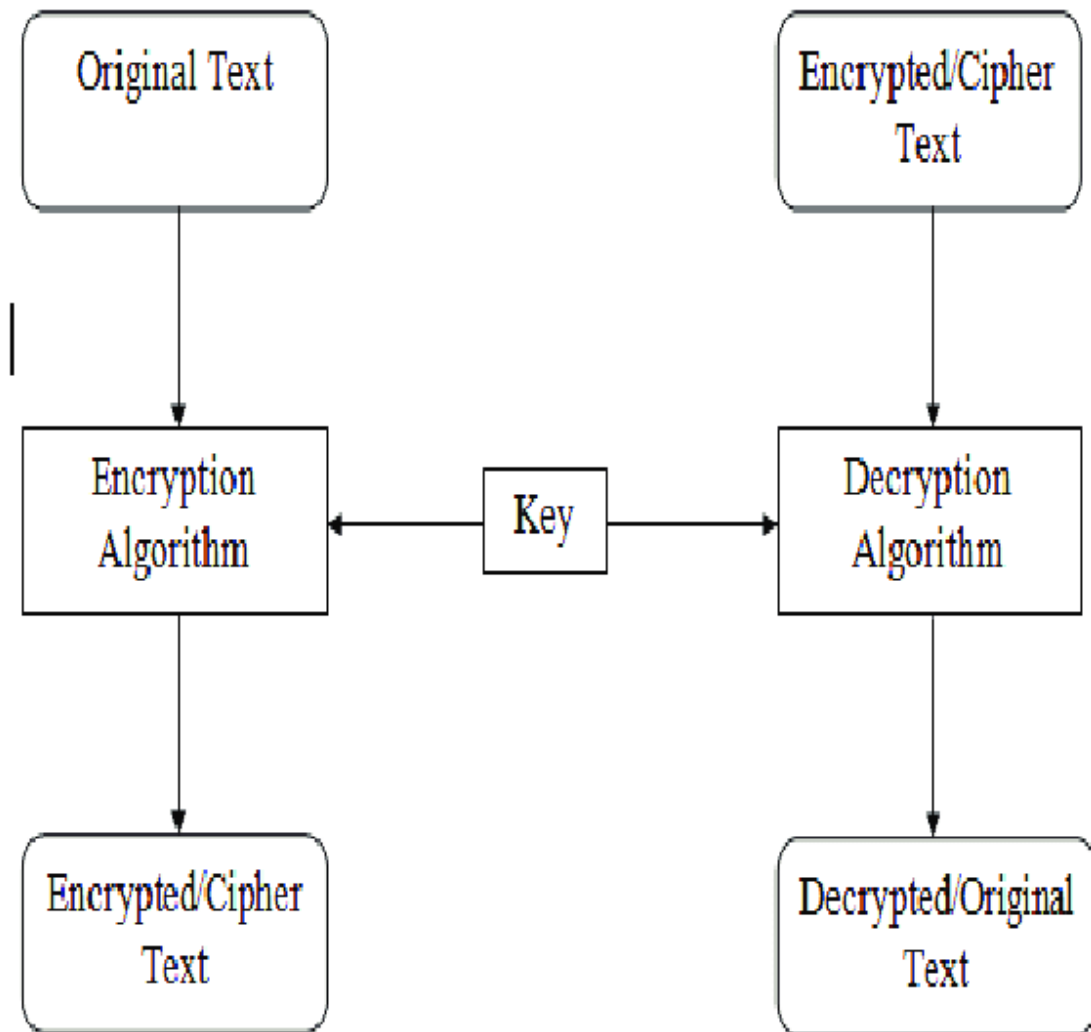 Original Text
Encrypted/Cipher
Text
Encryption
Algorithm
Key
Decryption
Algorithm
Encrypted/Cipher
Text
Decrypted/Original
Text